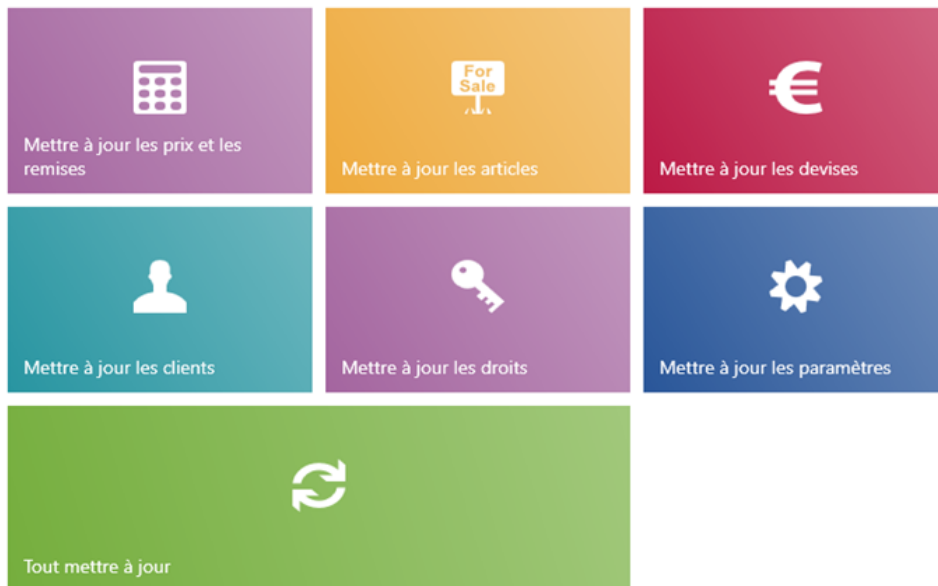 For
Sale
Mettre à jour les prix et les
remises
Mettre à jour les articles
Mettre à jour les devises
Mettre à jour les clients
Mettre à jour les droits
Mettre à jour les paramètres
Tout mettre à jour